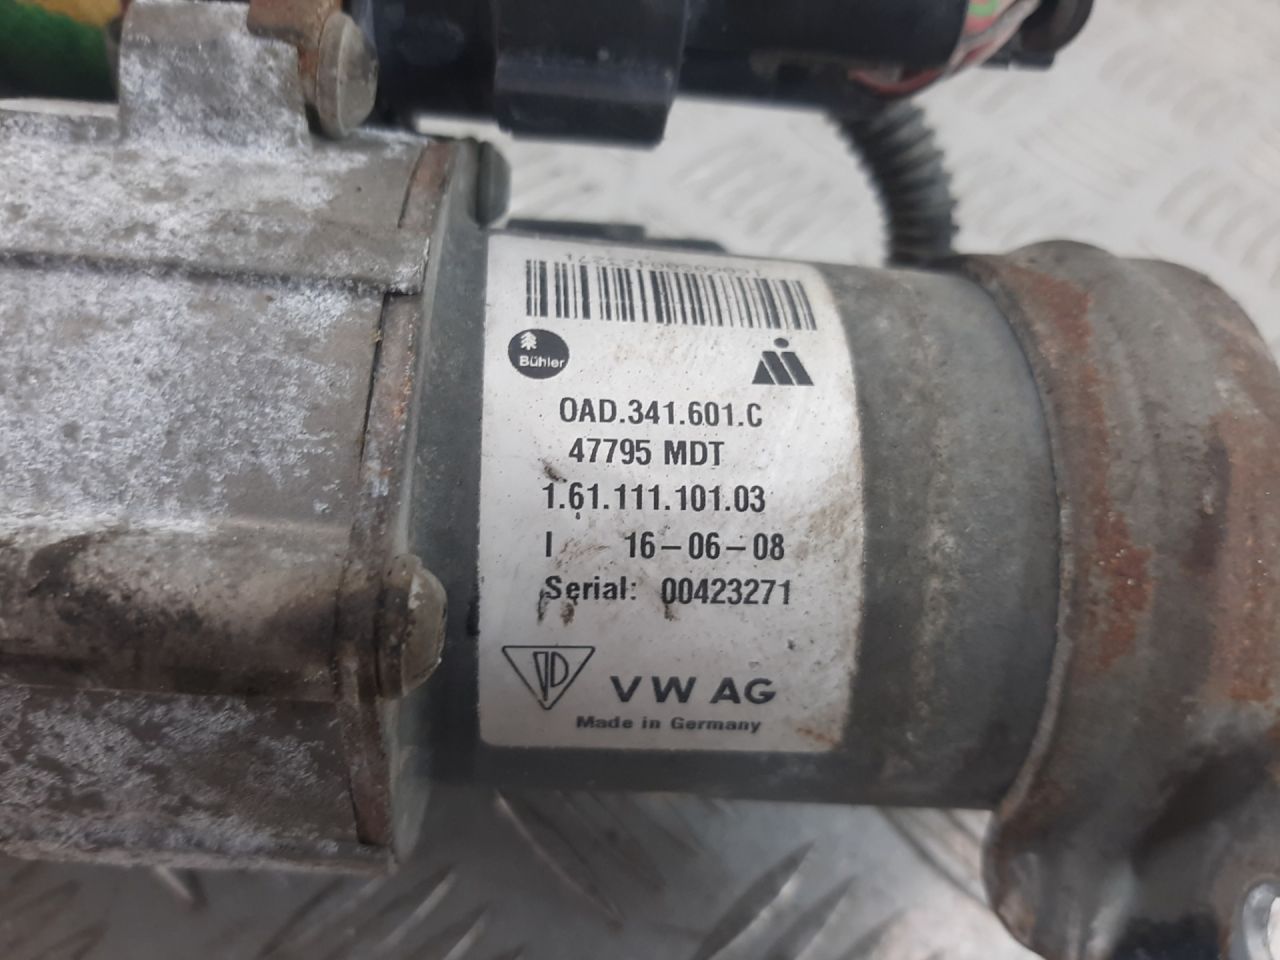 Bühler
0AD.341.601.C
47795 MDT
1.61.111.101.03
I 16-06-08
Serial: 00423271
VW AG
Made in Germany